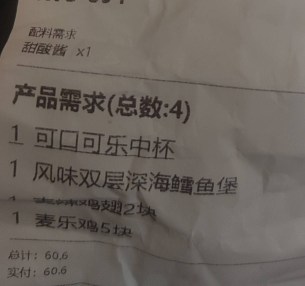 配料需求
甜酸酱 x1
产品需求(总数:4)
1 可口可乐中杯
1 风味双层深海鳕鱼堡
1 鸡翅2块
1 麦乐鸡5块
总计: 60.6
实付: 60.6